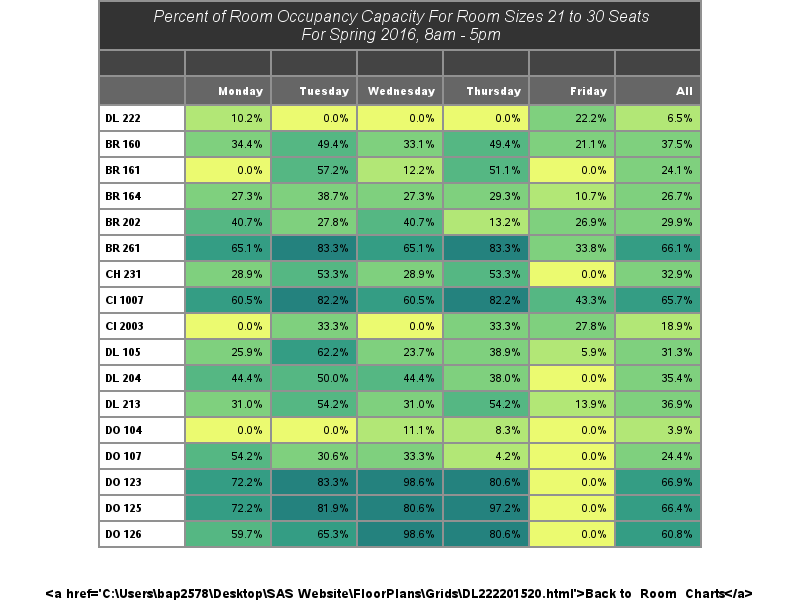 Percent of Room Occupancy Capacity For Room Sizes 21 to 30 Seats
For Spring 2016, 8am - 5pm
Monday Tuesday Wednesday Thursday Friday All
DL 222 10.2% 0.0% 0.0% 0.0% 22.2% 6.5%
BR 160 34.4% 49.4% 33.1% 49.4% 21.1% 37.5%
BR 161 0.0% 57.2% 12.2% 51.1% 0.0% 24.1%
BR 164 27.3% 38.7% 27.3% 29.3% 10.7% 26.7%
BR 202 40.7% 27.8% 40.7% 13.2% 26.9% 29.9%
BR 261 65.1% 83.3% 65.1% 83.3% 33.8% 66.1%
CH 231 28.9% 53.3% 28.9% 53.3% 0.0% 32.9%
CI 1007 60.5% 82.2% 60.5% 82.2% 43.3% 65.7%
CI 2003 0.0% 33.3% 0.0% 33.3% 27.8% 18.9%
DL 105 25.9% 62.2% 23.7% 38.9% 5.9% 31.3%
DL 204 44.4% 50.0% 44.4% 38.0% 0.0% 35.4%
DL 213 31.0% 54.2% 31.0% 54.2% 13.9% 36.9%
DO 104 0.0% 0.0% 11.1% 8.3% 0.0% 3.9%
DO 107 54.2% 30.6% 33.3% 4.2% 0.0% 24.4%
DO 123 72.2% 83.3% 98.6% 80.6% 0.0% 66.9%
DO 125 72.2% 81.9% 80.6% 97.2% 0.0% 66.4%
DO 126 59.7% 65.3% 98.6% 80.6% 0.0% 60.8%
<a href='C:\Users\bap2578\Desktop\SAS Website\FloorPlans\Grids\DL222201520.html'>Back to Room Charts</a>